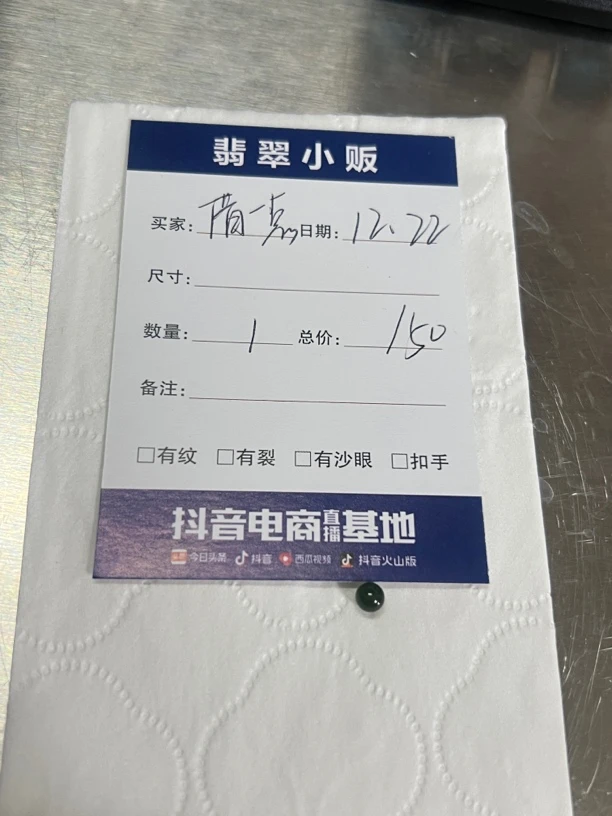 翡翠小贩
买家: 一点 日期: 12.22
尺寸:
数量: 1 总价: 150
备注:
□有纹 □有裂 □有沙眼 □扣手
抖音电商直播基地
今日头条 抖音 西瓜视频 抖音火山版